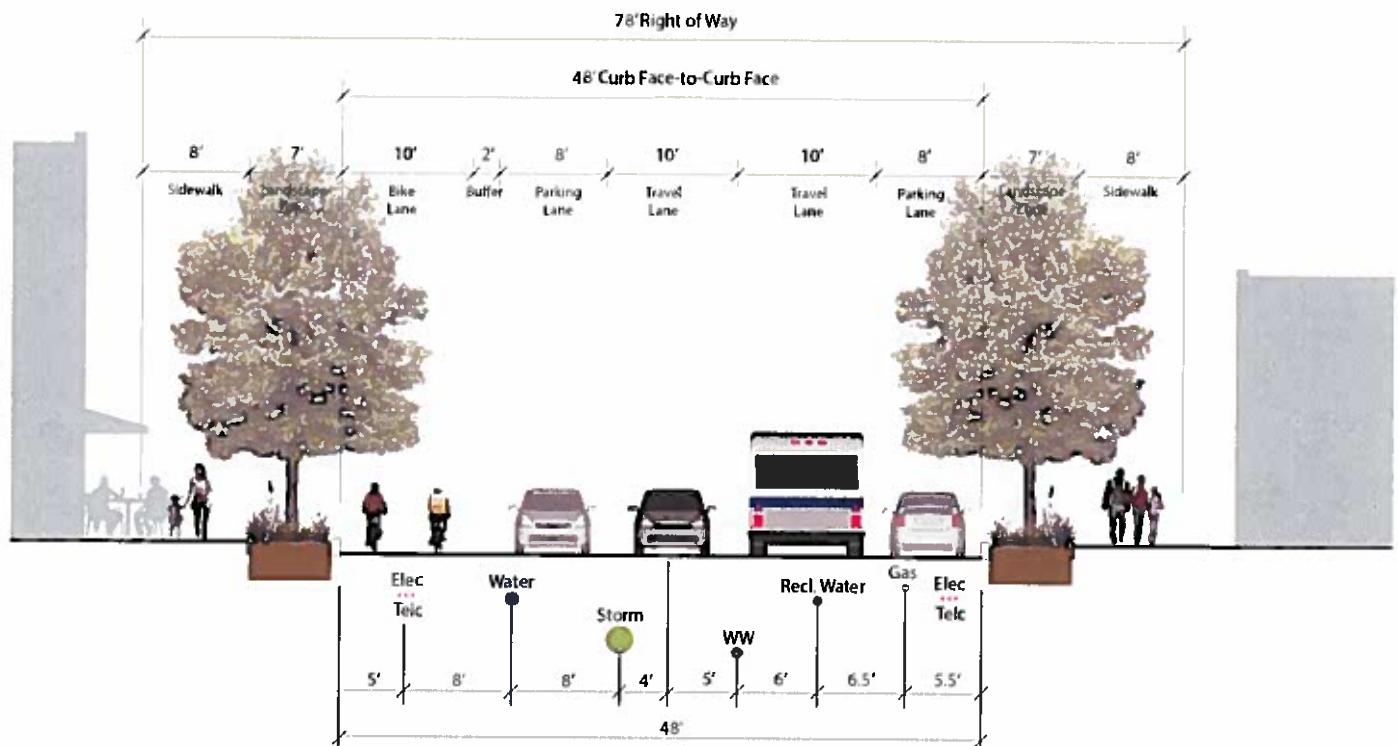 78' Right of Way
48' Curb Face-to-Curb Face
8' 7' 10' 2' 8' 10' 10' 8' 7' 8'
Sidewalk Landscape Bike Buffer Parking Travel Travel Parking Landscape Sidewalk
Lane Lane Lane Lane Lane
Elec Water Storm WW Recl. Water Gas Elec
Telc Telc
5' 8' 8' 4' 5' 6' 6.5' 5.5'
48'